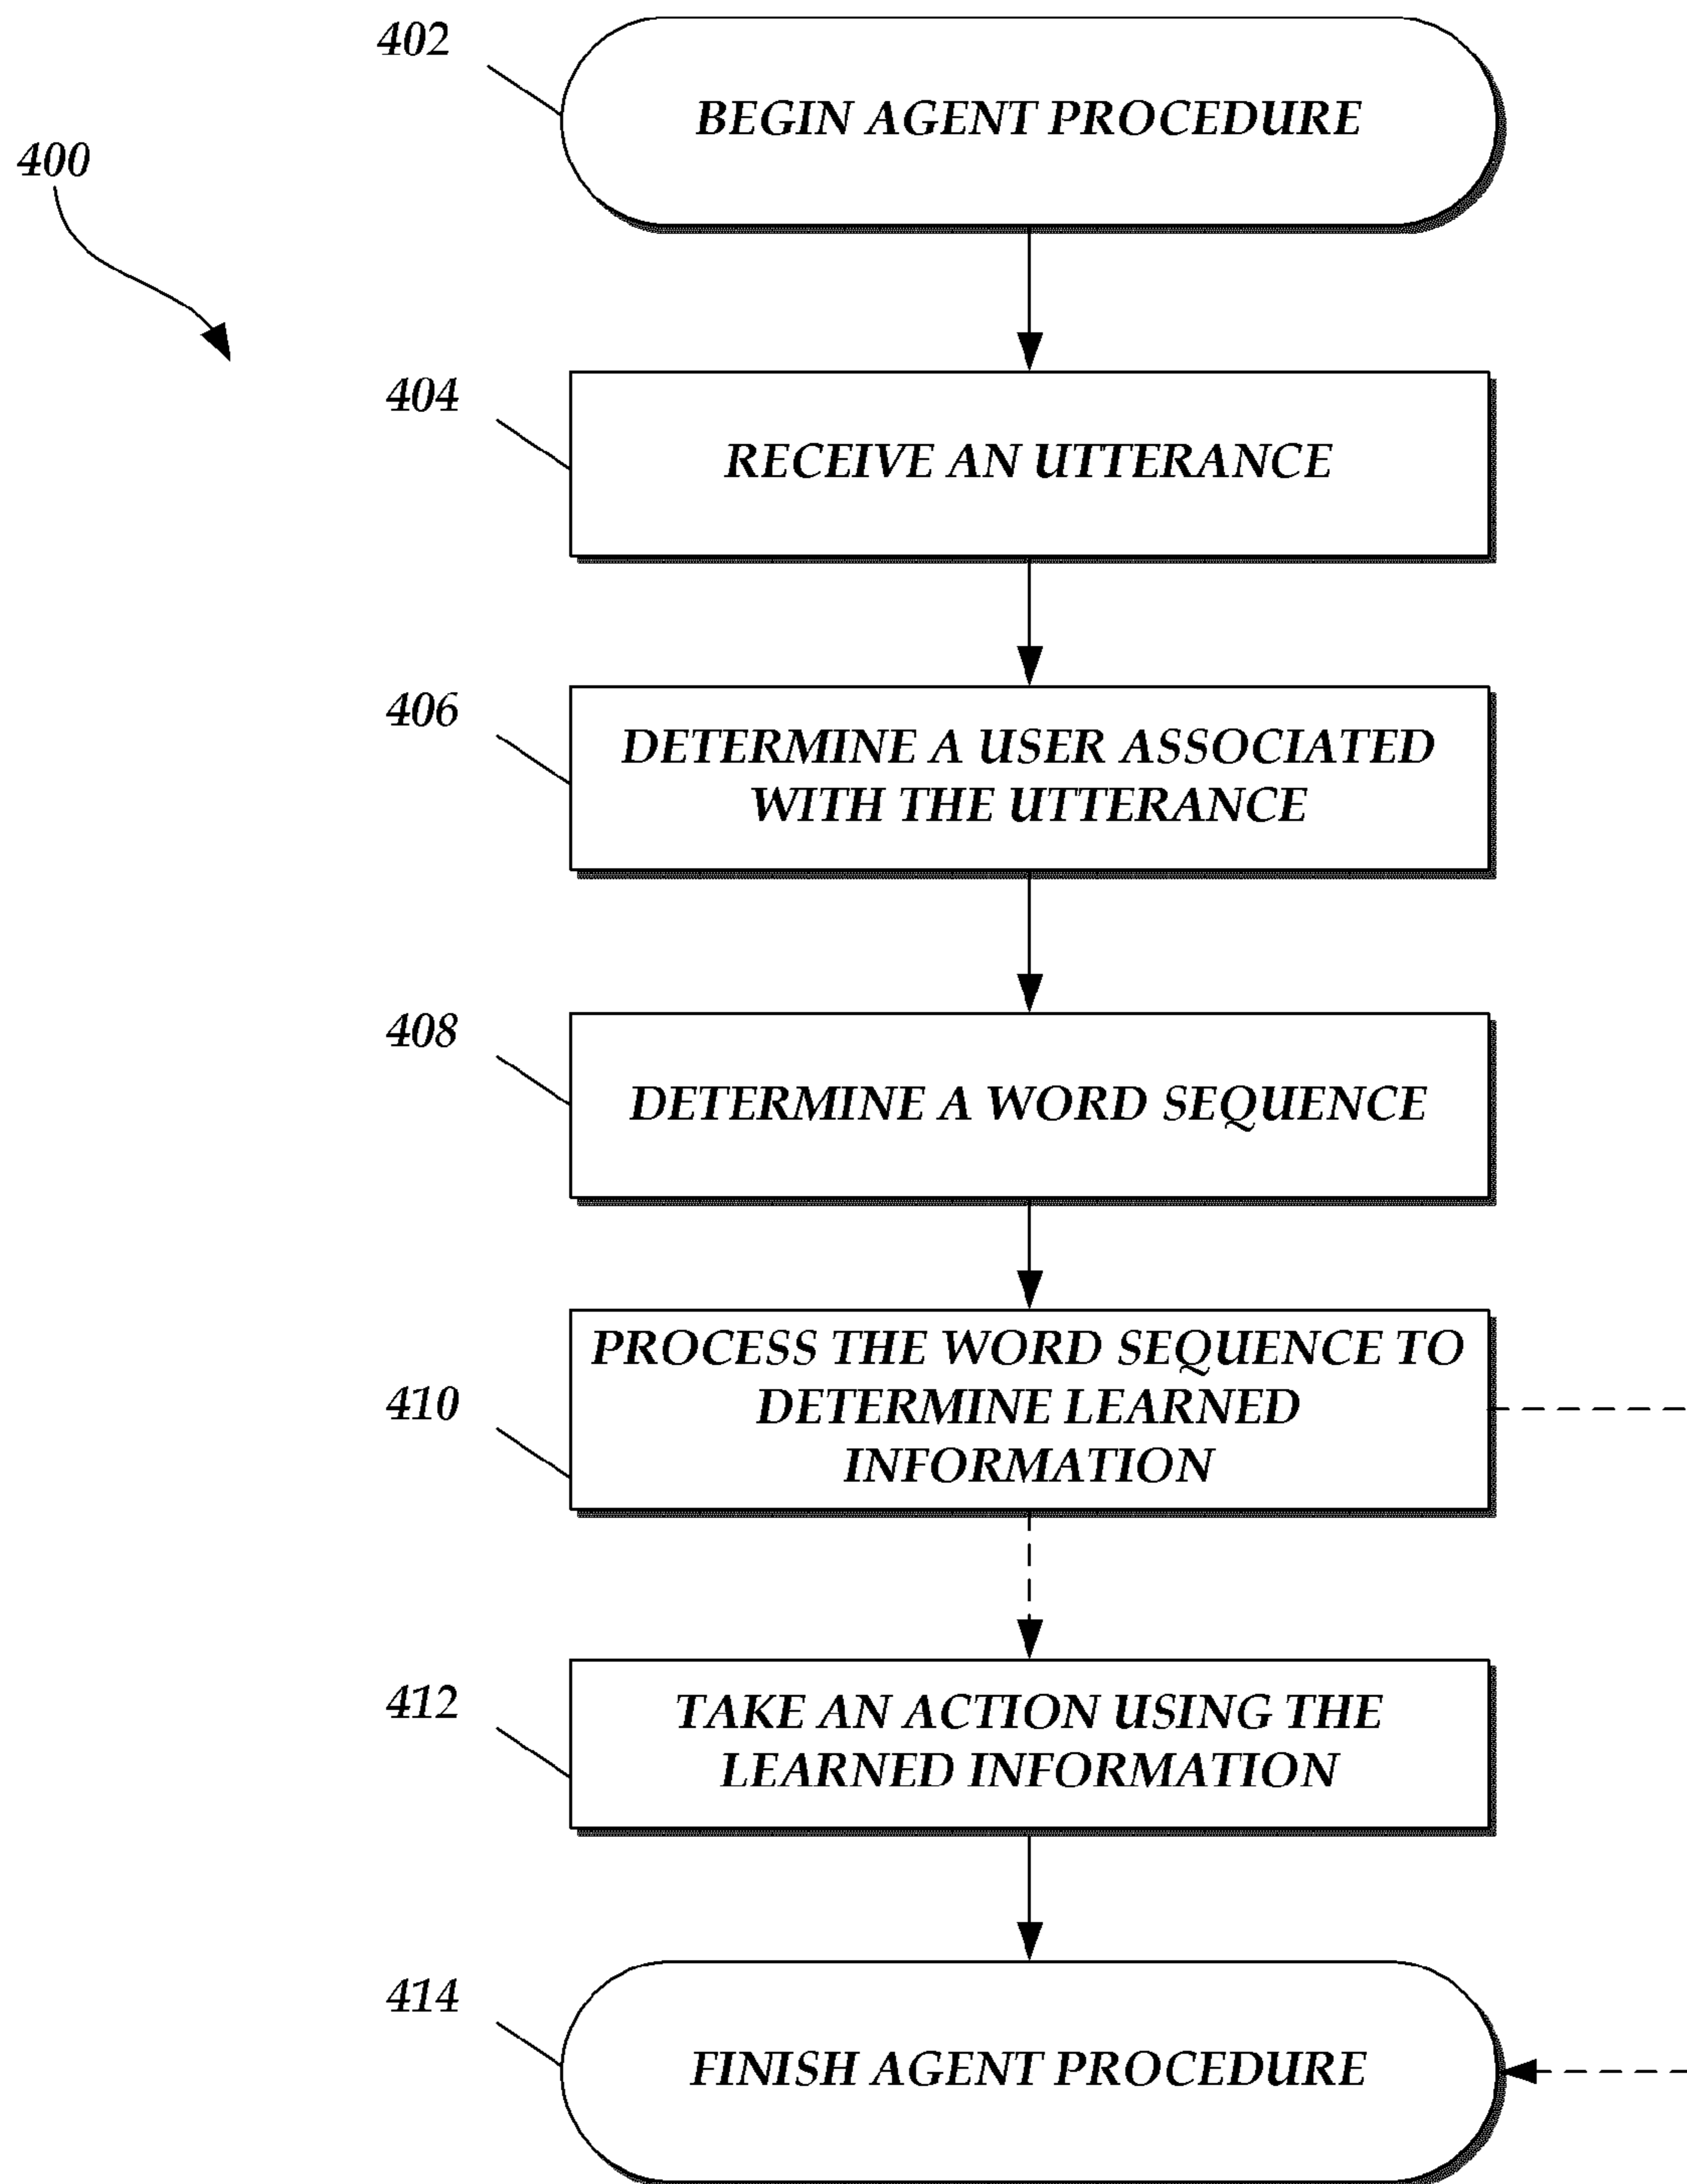 402
BEGIN AGENT PROCEDURE
400
404
RECEIVE AN UTTERANCE
406
DETERMINE A USER ASSOCIATED
WITH THE UTTERANCE
408
DETERMINE A WORD SEQUENCE
410
PROCESS THE WORD SEQUENCE TO
DETERMINE LEARNED
INFORMATION
412
TAKE AN ACTION USING THE
LEARNED INFORMATION
414
FINISH AGENT PROCEDURE